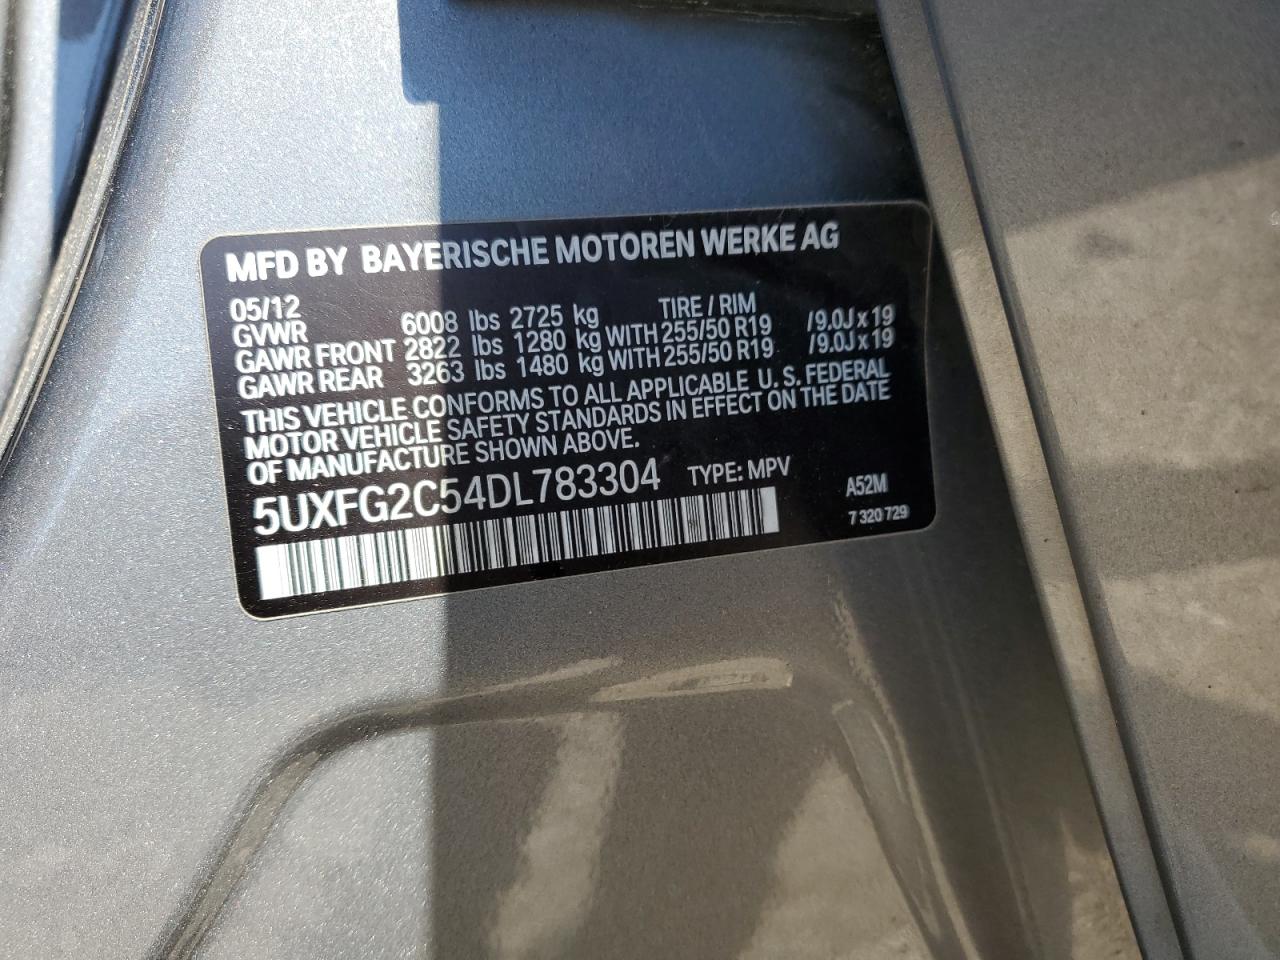 MFD BY BAYERISCHE MOTOREN WERKE AG
05/12 TIRE / RIM
GVWR 6008 lbs 2725 kg
GAWR FRONT 2822 lbs 1280 kg WITH 255/50 R19 /9.0J x 19
GAWR REAR 3263 lbs 1480 kg WITH 255/50 R19 /9.0J x 19
THIS VEHICLE CONFORMS TO ALL APPLICABLE U. S. FEDERAL
MOTOR VEHICLE SAFETY STANDARDS IN EFFECT ON THE DATE
OF MANUFACTURE SHOWN ABOVE.
5UXFG2C54DL783304 TYPE: MPV A52M
7 320 729